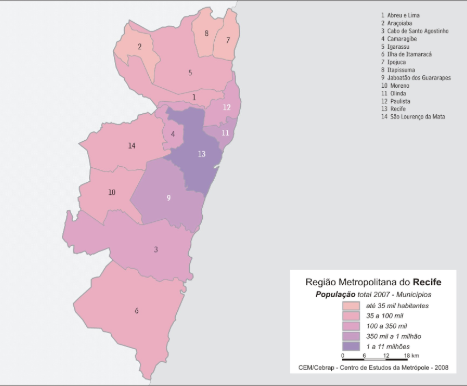 1 Abreu e Lima
2 Araçoiaba
3 Cabo de Santo Agostinho
4 Camaragibe
5 Igarassu
6 Ilha de Itamaracá
7 Ipojuca
8 Itapissuma
9 Jaboatão dos Guararapes
10 Moreno
11 Olinda
12 Paulista
13 Recife
14 São Lourenço da Mata
2
8
7
5
1
12
4
11
13
14
10
9
3
6
Região Metropolitana do Recife
População total 2007 - Municípios
até 35 mil habitantes
35 a 100 mil
100 a 350 mil
350 mil a 1 milhão
1 a 11 milhões
0 6 12 18 km
CEM/Cebrap - Centro de Estudos da Metrópole - 2008